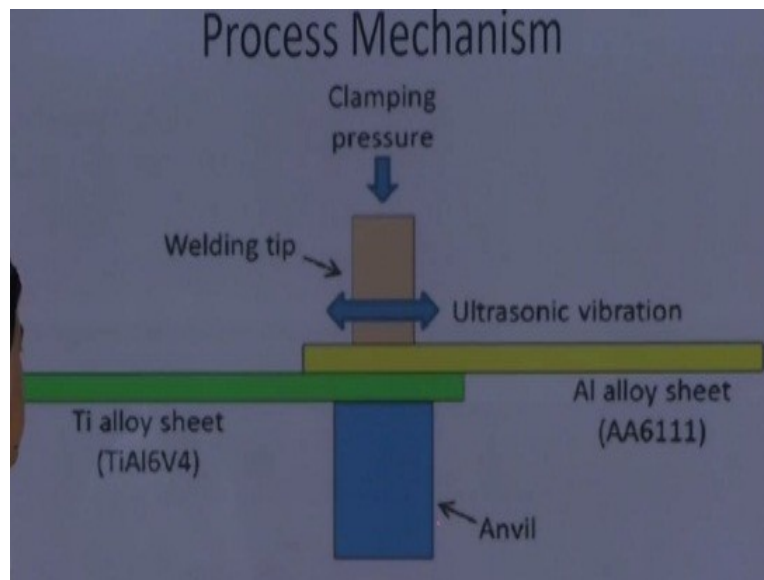 Process Mechanism
Clamping
pressure
Welding tip
Ultrasonic vibration
Al alloy sheet
(AA6111)
Ti alloy sheet
(TiAl6V4)
Anvil